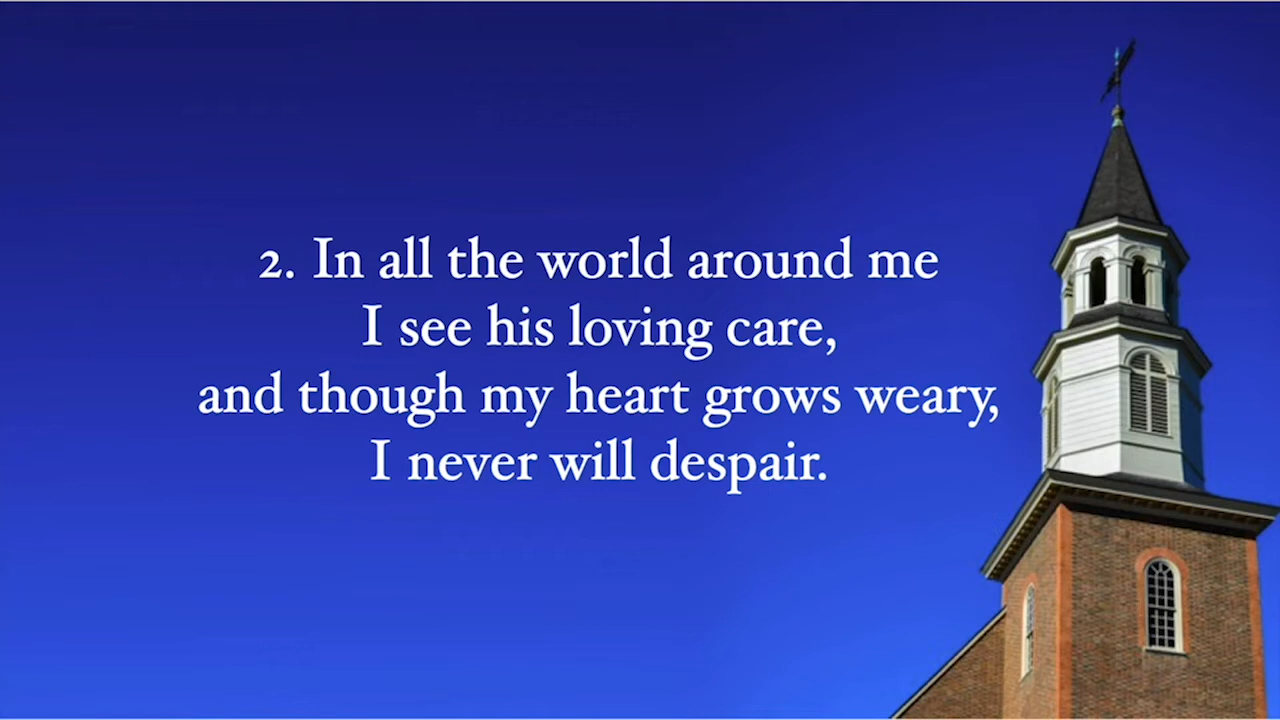 2. In all the world around me
I see his loving care,
and though my heart grows weary,
I never will despair.